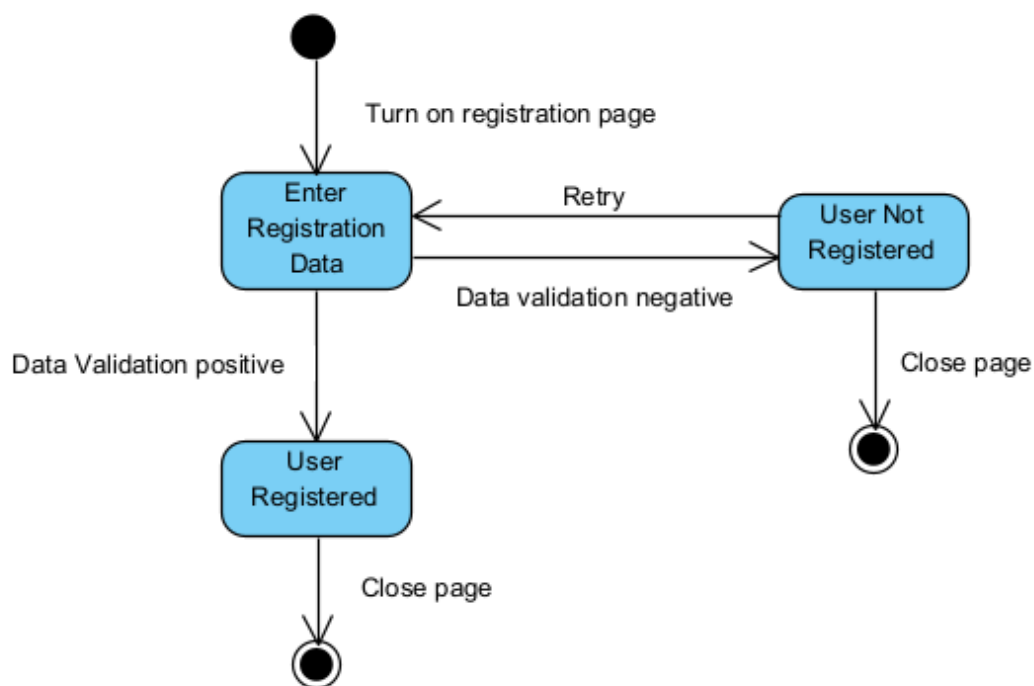 Turn on registration page
Enter
Registration
Data
Retry
User Not
Registered
Data validation negative
Data Validation positive
Close page
User
Registered
Close page